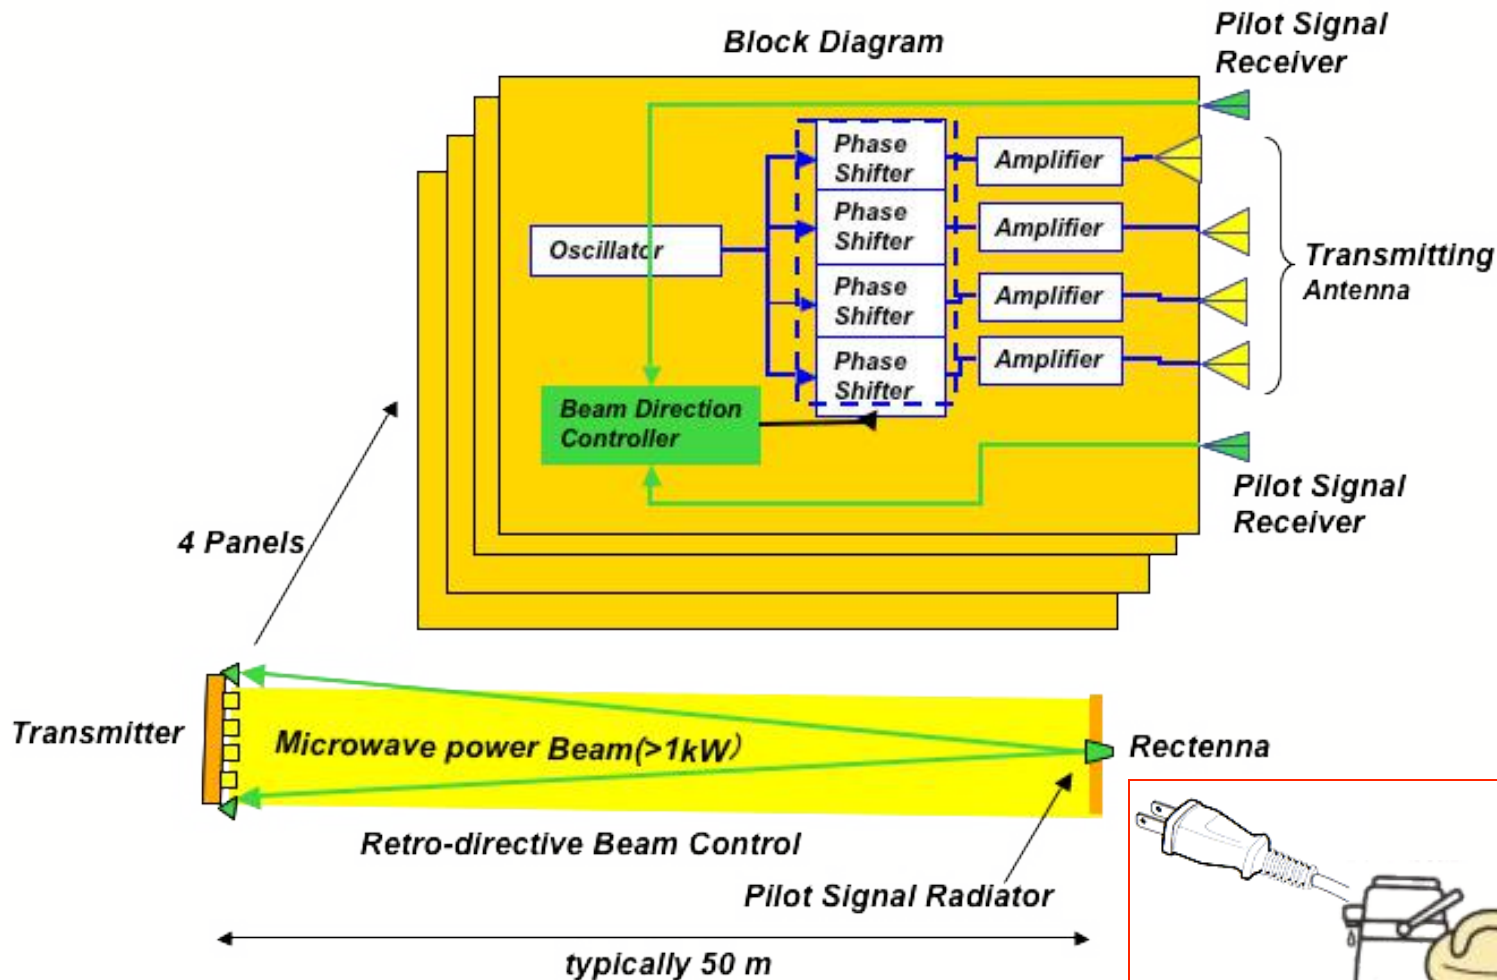 Block Diagram
Pilot Signal
Receiver
Phase
Shifter
Amplifier
Phase
Shifter
Amplifier
Oscillator
Transmitting
Antenna
Phase
Shifter
Amplifier
Phase
Shifter
Amplifier
Beam Direction
Controller
Pilot Signal
Receiver
4 Panels
Transmitter
Microwave power Beam(>1kW)
Rectenna
Retro-directive Beam Control
Pilot Signal Radiator
typically 50 m